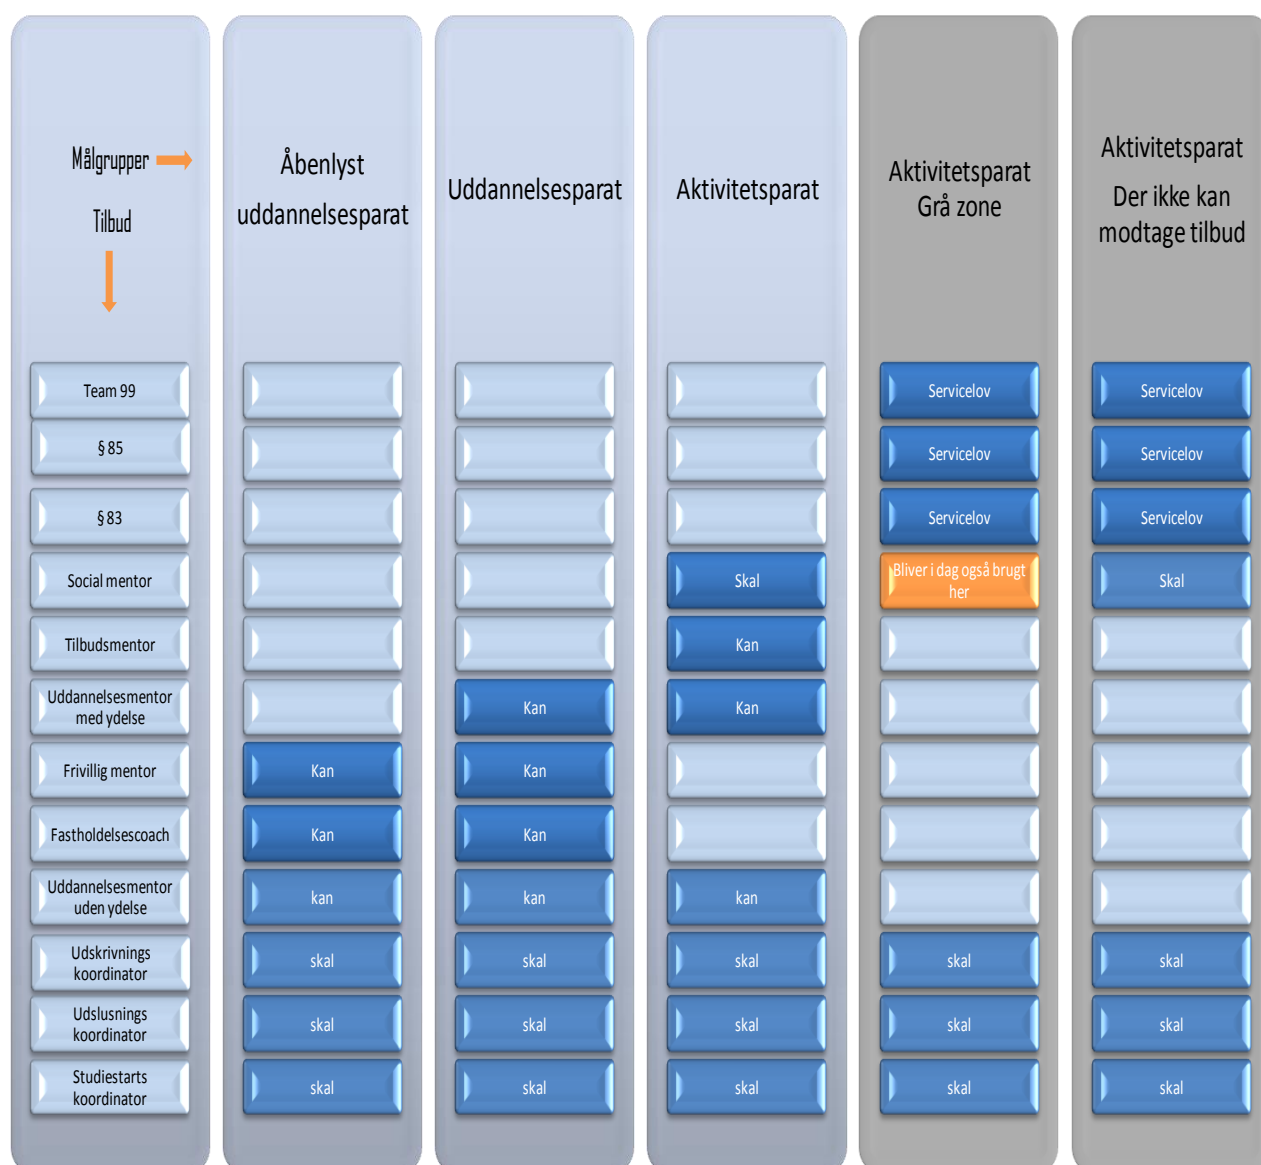 Målgrupper
Tilbud
Åbenlyst
uddannelsesparat
Uddannelsesparat
Aktivitetsparat
Aktivitetsparat
Grå zone
Aktivitetsparat
Der ikke kan
modtage tilbud
Team 99
Servicelov
Servicelov
§ 85
Servicelov
Servicelov
§ 83
Servicelov
Servicelov
Social mentor
Skal
Bliver i dag også brugt
her
Skal
Tilbudsmentor
Kan
Uddannelsesmentor
med ydelse
Kan
Kan
Frivillig mentor
Kan
Kan
Fastholdelsescoach
Kan
Kan
Uddannelsesmentor
uden ydelse
kan
kan
kan
Udskrivnings
koordinator
skal
skal
skal
skal
skal
Udslusnings
koordinator
skal
skal
skal
skal
skal
Studiestarts
koordinator
skal
skal
skal
skal
skal